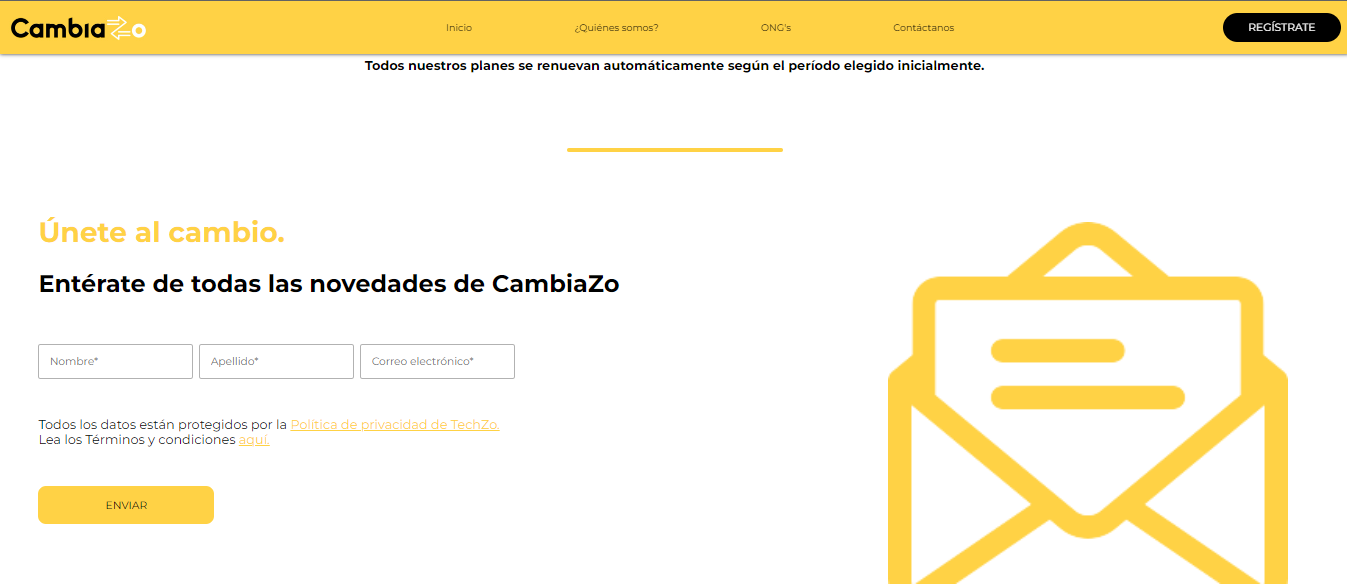 CambiaZo
Inicio
¿Quiénes somos?
ONG's
Contáctanos
REGÍSTRATE
Todos nuestros planes se renuevan automáticamente según el período elegido inicialmente.
Únete al cambio.
Entérate de todas las novedades de CambiaZo
Nombre*
Apellido*
Correo electrónico*
Todos los datos están protegidos por la Política de privacidad de TechZo.
Lea los Términos y condiciones aquí.
ENVIAR